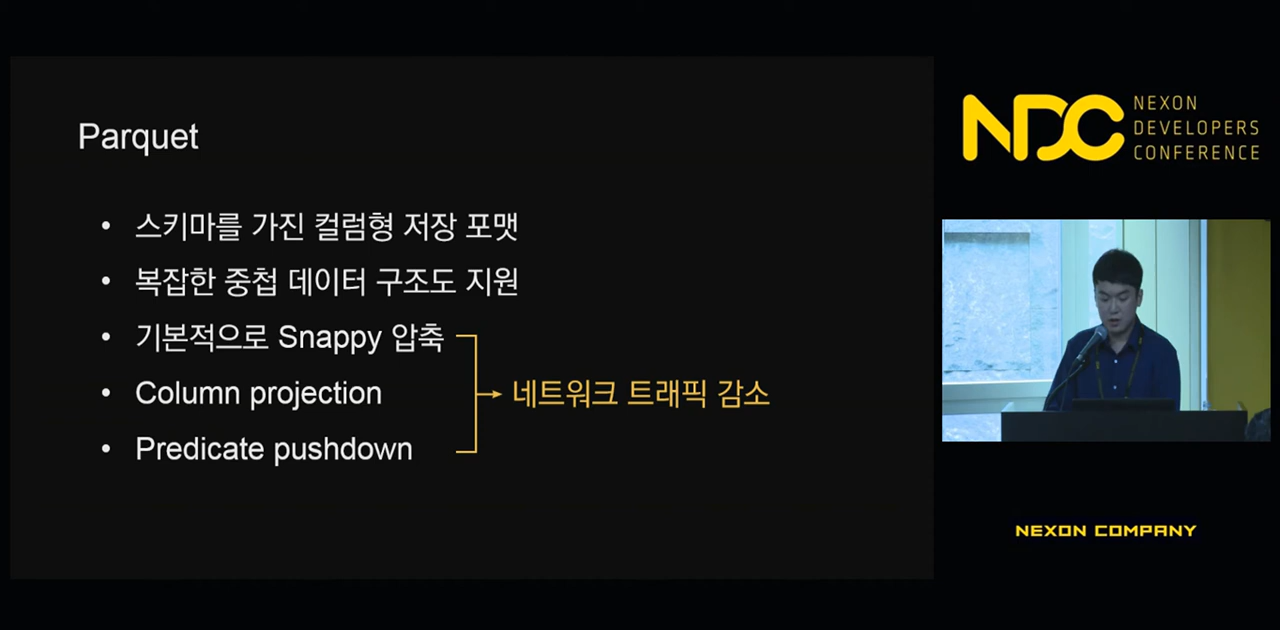 Parquet
• 스키마를 가진 컬럼형 저장 포맷
• 복잡한 중첩 데이터 구조도 지원
• 기본적으로 Snappy 압축
• Column projection
• Predicate pushdown
네트워크 트래픽 감소
NDC
NEXON
DEVELOPERS
CONFERENCE
NEXON COMPANY